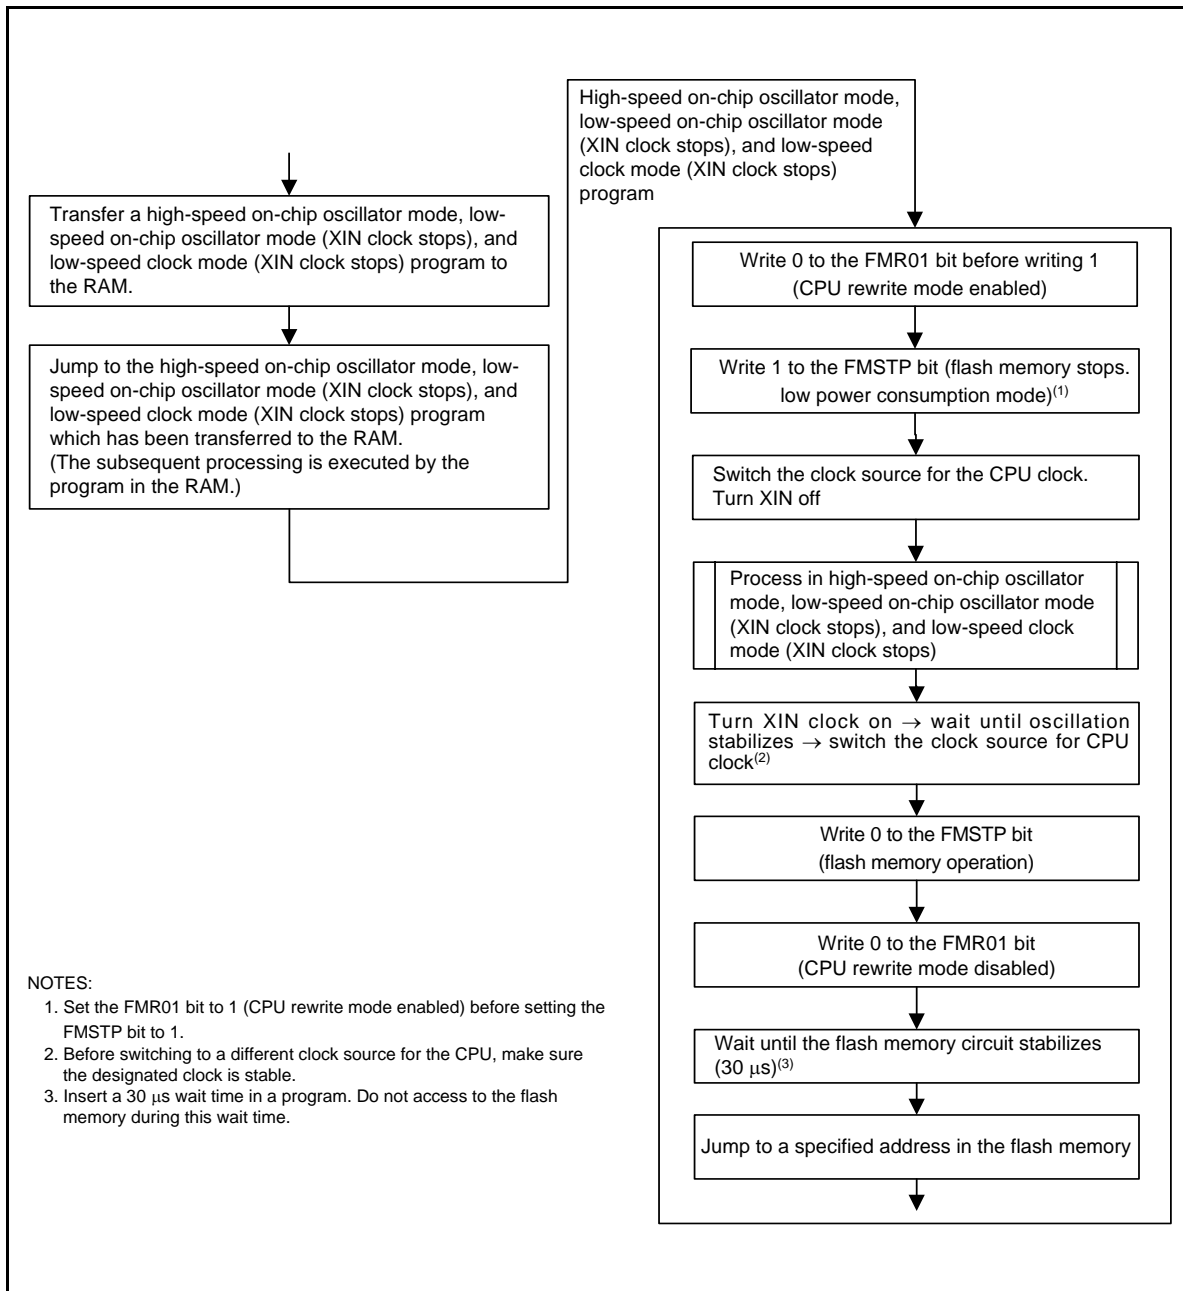 Transfer a high-speed on-chip oscillator mode, low-
speed on-chip oscillator mode (XIN clock stops), and
low-speed clock mode (XIN clock stops) program to
the RAM.
Jump to the high-speed on-chip oscillator mode, low-
speed on-chip oscillator mode (XIN clock stops), and
low-speed clock mode (XIN clock stops) program
which has been transferred to the RAM.
(The subsequent processing is executed by the
program in the RAM.)
High-speed on-chip oscillator mode,
low-speed on-chip oscillator mode
(XIN clock stops), and low-speed
clock mode (XIN clock stops)
program
Write 0 to the FMR01 bit before writing 1
(CPU rewrite mode enabled)
Write 1 to the FMSTP bit (flash memory stops.
low power consumption mode)(1)
Switch the clock source for the CPU clock.
Turn XIN off
Process in high-speed on-chip oscillator
mode, low-speed on-chip oscillator mode
(XIN clock stops), and low-speed clock
mode (XIN clock stops)
Turn XIN clock on → wait until oscillation
stabilizes → switch the clock source for CPU
clock(2)
Write 0 to the FMSTP bit
(flash memory operation)
Write 0 to the FMR01 bit
(CPU rewrite mode disabled)
Wait until the flash memory circuit stabilizes
(30 μs)(3)
Jump to a specified address in the flash memory
NOTES:
1. Set the FMR01 bit to 1 (CPU rewrite mode enabled) before setting the
FMSTP bit to 1.
2. Before switching to a different clock source for the CPU, make sure
the designated clock is stable.
3. Insert a 30 μs wait time in a program. Do not access to the flash
memory during this wait time.